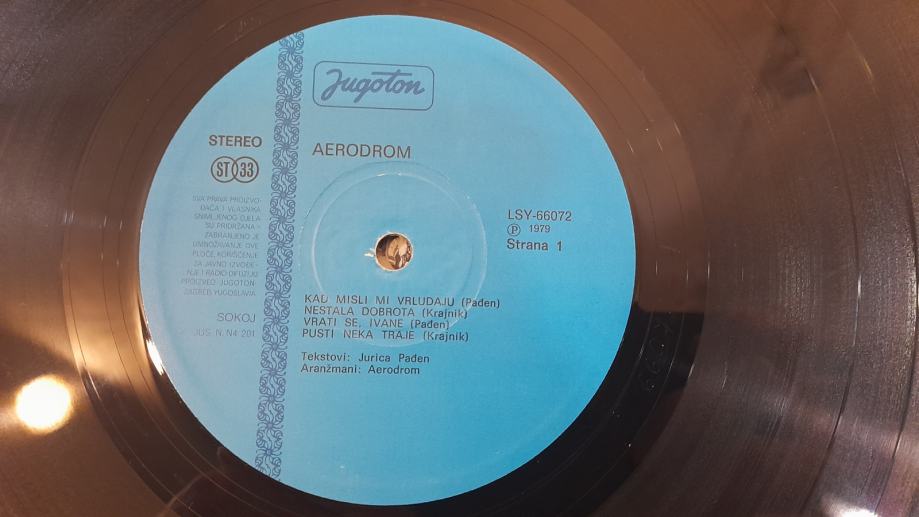 Jugoton
STEREO
ST 33
AERODROM
SVA PRAVA PROIZVO-
ĐAČA I VLASNIKA
SNIMLJENOG DJELA
SU PRIDRŽANA-
ZABRANJENO JE
UMNOŽAVANJE OVE
PLOČE, KORIŠĆENJE
ZA JAVNO IZVOĐE-
NJE I RADIO DIFUZIJU
PROIZVEO JUGOTON-
ZAGREB, YUGOSLAVIA
SOKOJ
JUS. N. N4 201
LSY-66072
℗ 1979
Strana 1
KAD MISLI MI VRLUDAJU (Pađen)
NESTALA DOBROTA (Krajnik)
VRATI SE, IVANE (Pađen)
PUSTI NEKA TRAJE (Krajnik)
Tekstovi: Jurica Pađen
Aranžmani: Aerodrom